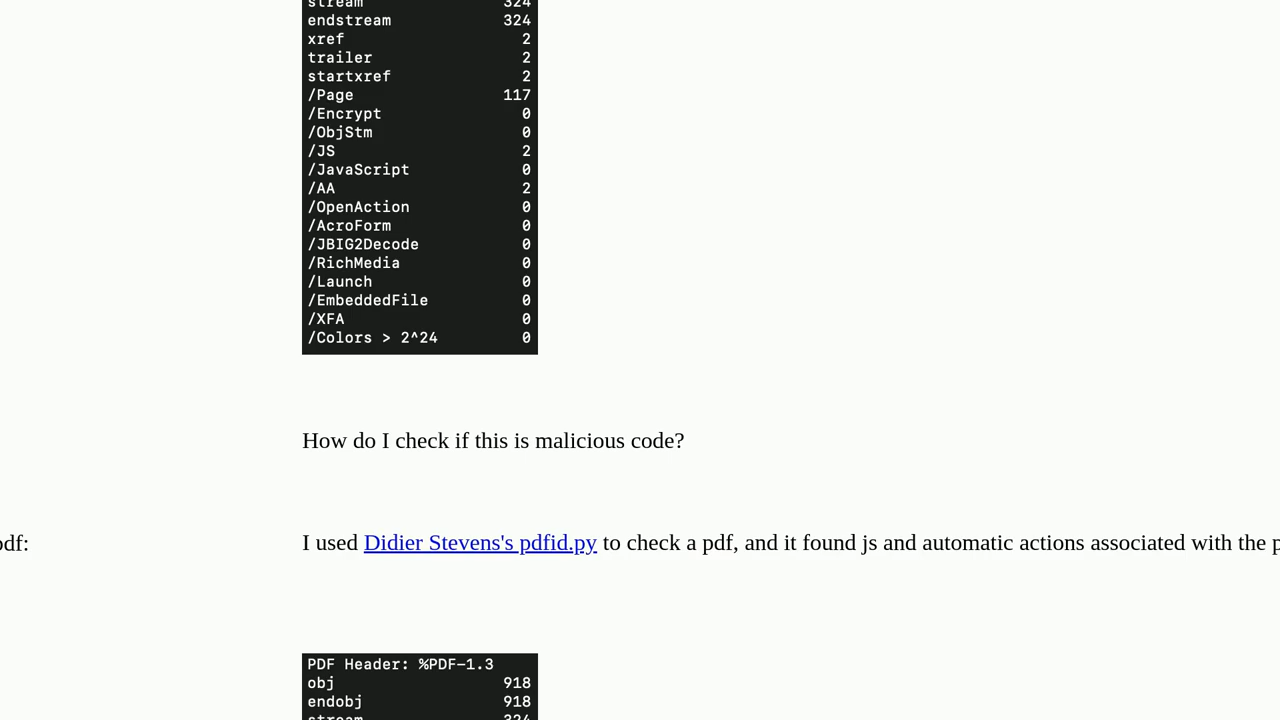 stream 324
endstream 324
xref 2
trailer 2
startxref 2
/Page 117
/Encrypt 0
/ObjStm 0
/JS 2
/JavaScript 0
/AA 2
/OpenAction 0
/AcroForm 0
/JBIG2Decode 0
/RichMedia 0
/Launch 0
/EmbeddedFile 0
/XFA 0
/Colors > 2^24 0
How do I check if this is malicious code?
I used Didier Stevens's pdfid.py to check a pdf, and it found js and automatic actions associated with the
PDF Header: %PDF-1.3
obj 918
endobj 918
stream 324